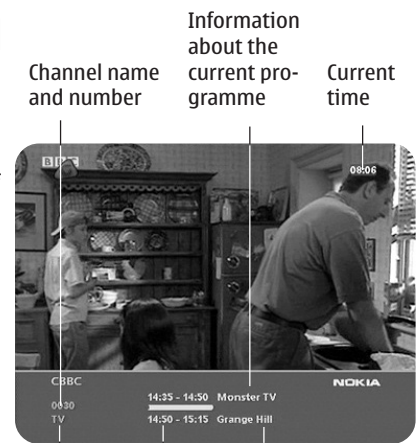 Information
about the
Channel name
current pro-
Current
and number
gramme
time
BBC
08:06
CBBC
NOKIA
14:35 - 14:50 Monster TV
0030
TV
14:50 - 15:15 Grange Hill